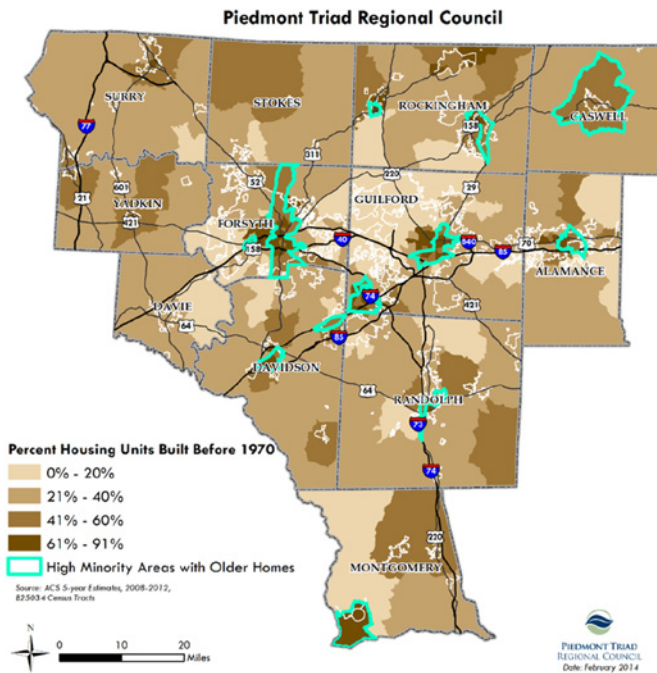 Piedmont Triad Regional Council
SURRY
STOKES
ROCKINGHAM
CASWELL
77
158
311
220
29
52
21
601
YADKIN
421
FORSYTH
GUILFORD
158
40
840
85
70
ALAMANCE
DAVIE
64
74
421
85
DAVIDSON
64
RANDOLPH
73
74
220
MONTGOMERY
Percent Housing Units Built Before 1970
0% - 20%
21% - 40%
41% - 60%
61% - 91%
High Minority Areas with Older Homes
Source: ACS 5-year Estimates, 2008-2012,
B25034 Census Tracts
N
0 10 20
Miles
PIEDMONT TRIAD
REGIONAL COUNCIL
Date: February 2014